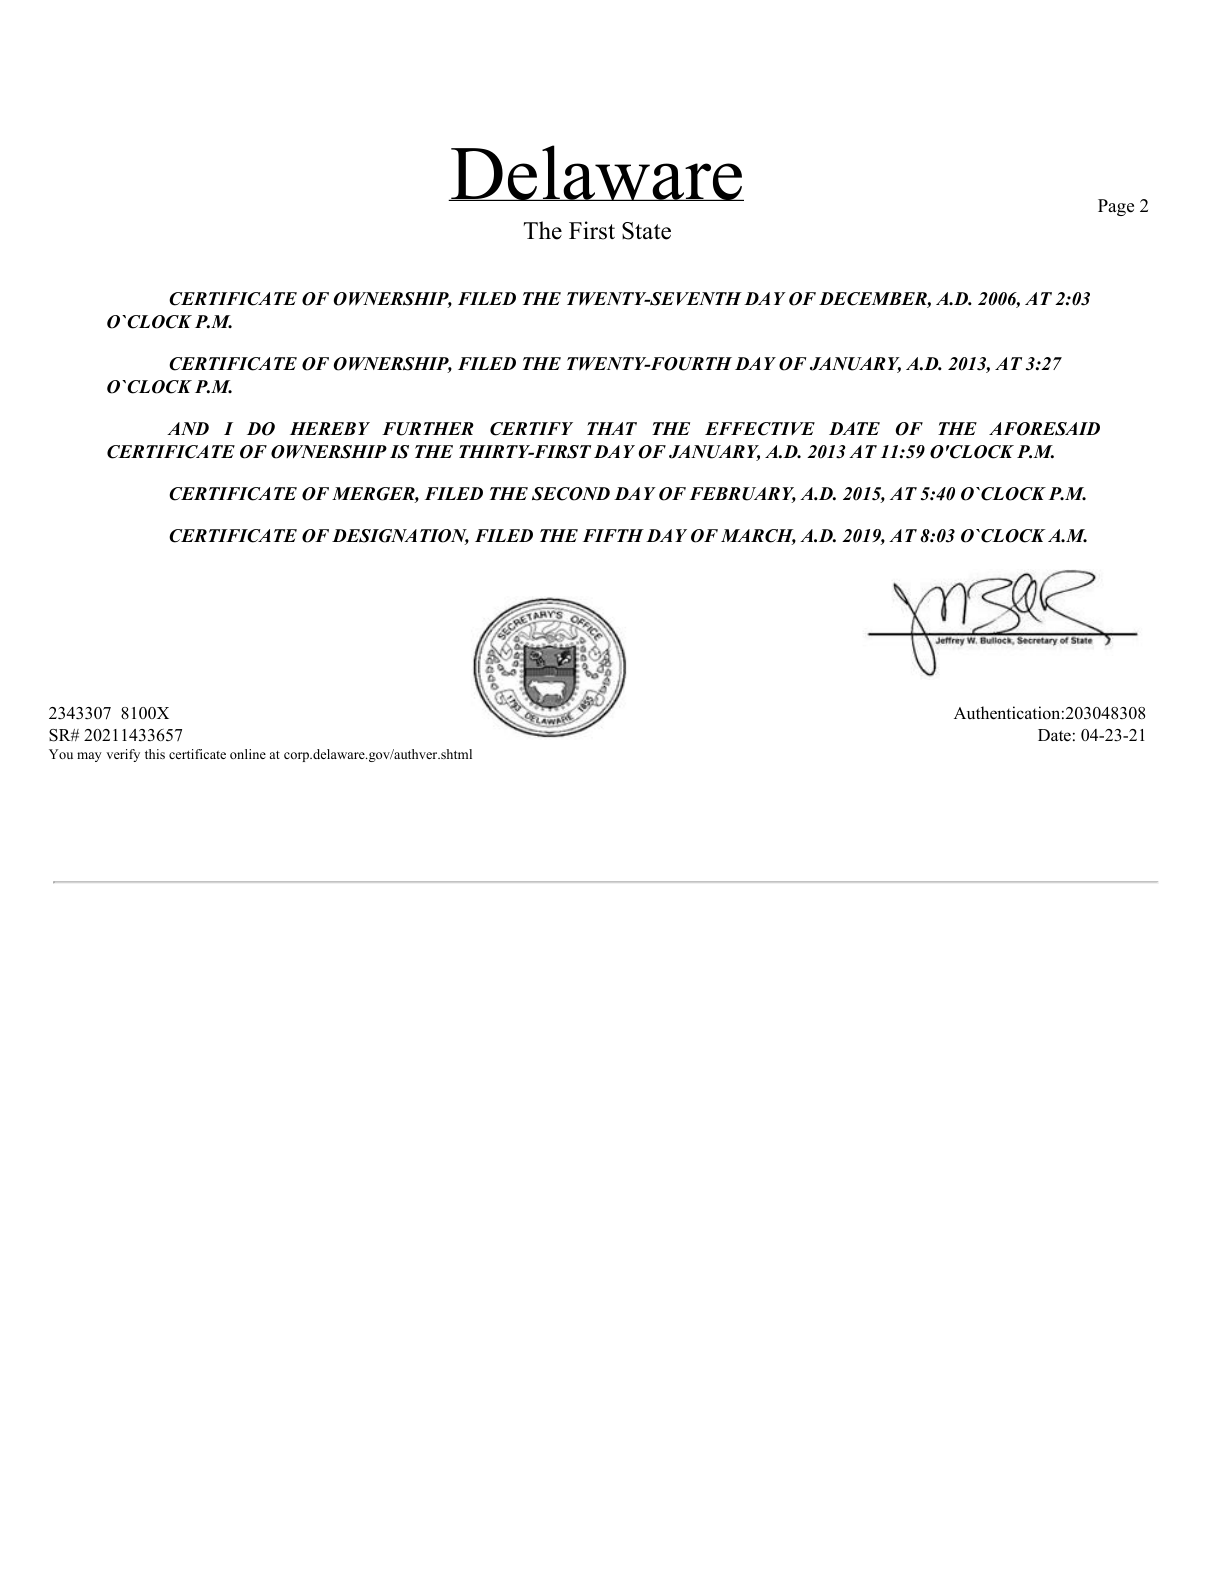 Delaware
Page 2
The First State
CERTIFICATE OF OWNERSHIP, FILED THE TWENTY-SEVENTH DAY OF DECEMBER, A.D. 2006, AT 2:03
O`CLOCK P.M.
CERTIFICATE OF OWNERSHIP, FILED THE TWENTY-FOURTH DAY OF JANUARY, A.D. 2013, AT 3:27
O`CLOCK P.M.
AND I DO HEREBY FURTHER CERTIFY THAT THE EFFECTIVE DATE OF THE AFORESAID
CERTIFICATE OF OWNERSHIP IS THE THIRTY-FIRST DAY OF JANUARY, A.D. 2013 AT 11:59 O'CLOCK P.M.
CERTIFICATE OF MERGER, FILED THE SECOND DAY OF FEBRUARY, A.D. 2015, AT 5:40 O`CLOCK P.M.
CERTIFICATE OF DESIGNATION, FILED THE FIFTH DAY OF MARCH, A.D. 2019, AT 8:03 O`CLOCK A.M.
Jeffrey W. Bullock, Secretary of State
SECRETARY'S OFFICE
1793 DELAWARE 1855
2343307 8100X
SR# 20211433657
You may verify this certificate online at corp.delaware.gov/authver.shtml
Authentication:203048308
Date: 04-23-21